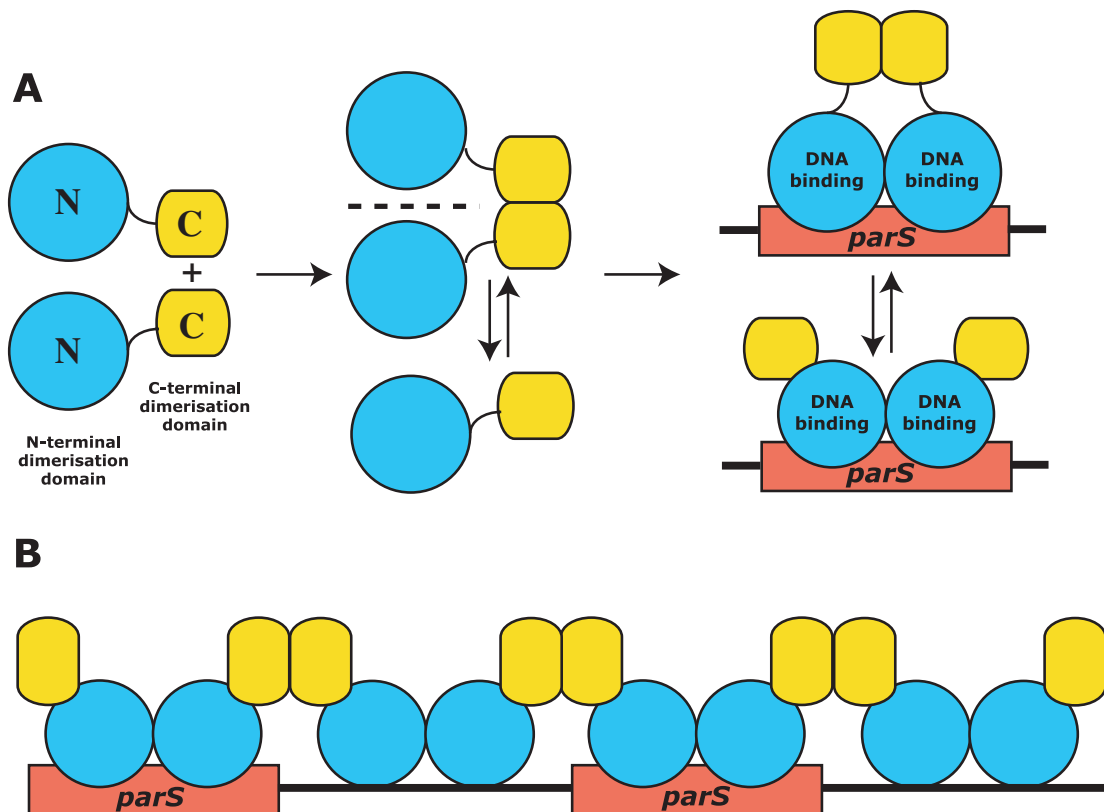 A
N
C
+
N
C
C-terminal
dimerisation
domain
N-terminal
dimerisation
domain
DNA
binding
DNA
binding
parS
DNA
binding
DNA
binding
parS
B
parS
parS